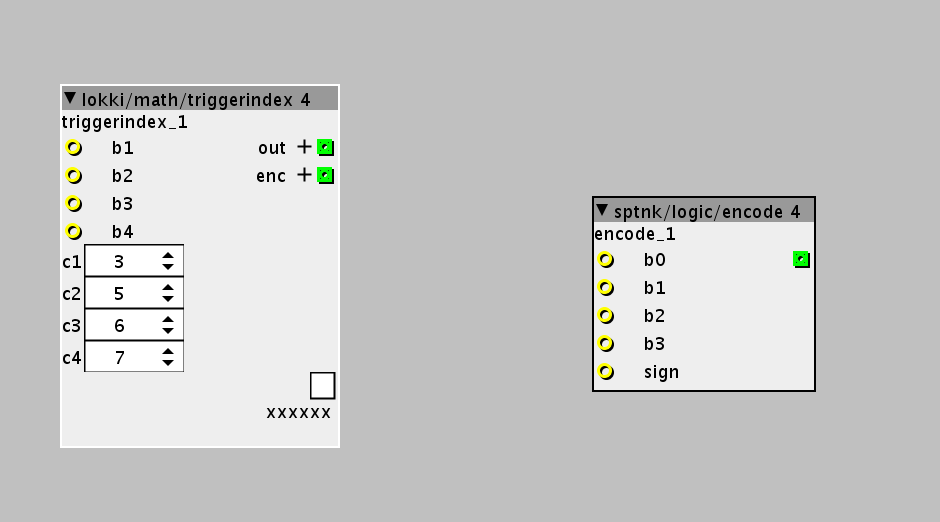 lokki/math/triggerindex 4
triggerindex_1
b1 out +
b2 enc +
b3
b4
c1 3
c2 5
c3 6
c4 7
xxxxxx
sptnk/logic/encode 4
encode_1
b0
b1
b2
b3
sign